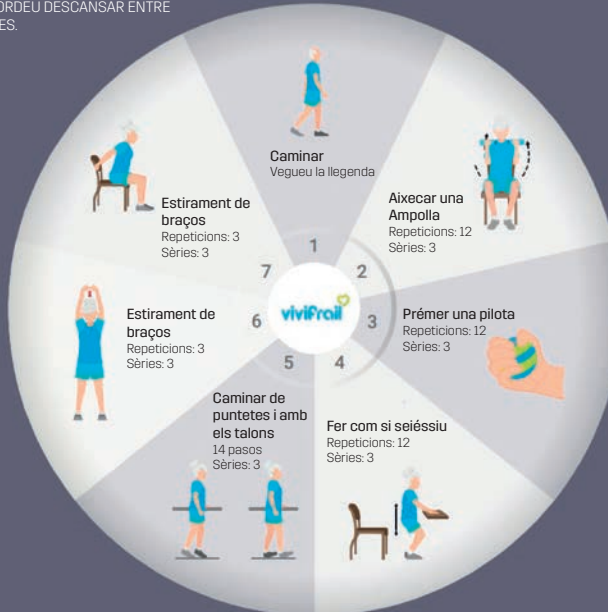 ORDEU DESCANSAR ENTRE
ES.
Caminar
Vegeu la llegenda
1
Aixecar una
Ampolla
Repeticions: 12
Sèries: 3
2
Prémer una pilota
Repeticions: 12
Sèries: 3
3
Fer com si seiéssiu
Repeticions: 12
Sèries: 3
4
Caminar de
puntetes i amb
els talons
14 pasos
Sèries: 3
5
Estirament de
braços
Repeticions: 3
Sèries: 3
6
Estirament de
braços
Repeticions: 3
Sèries: 3
7
vivifrail